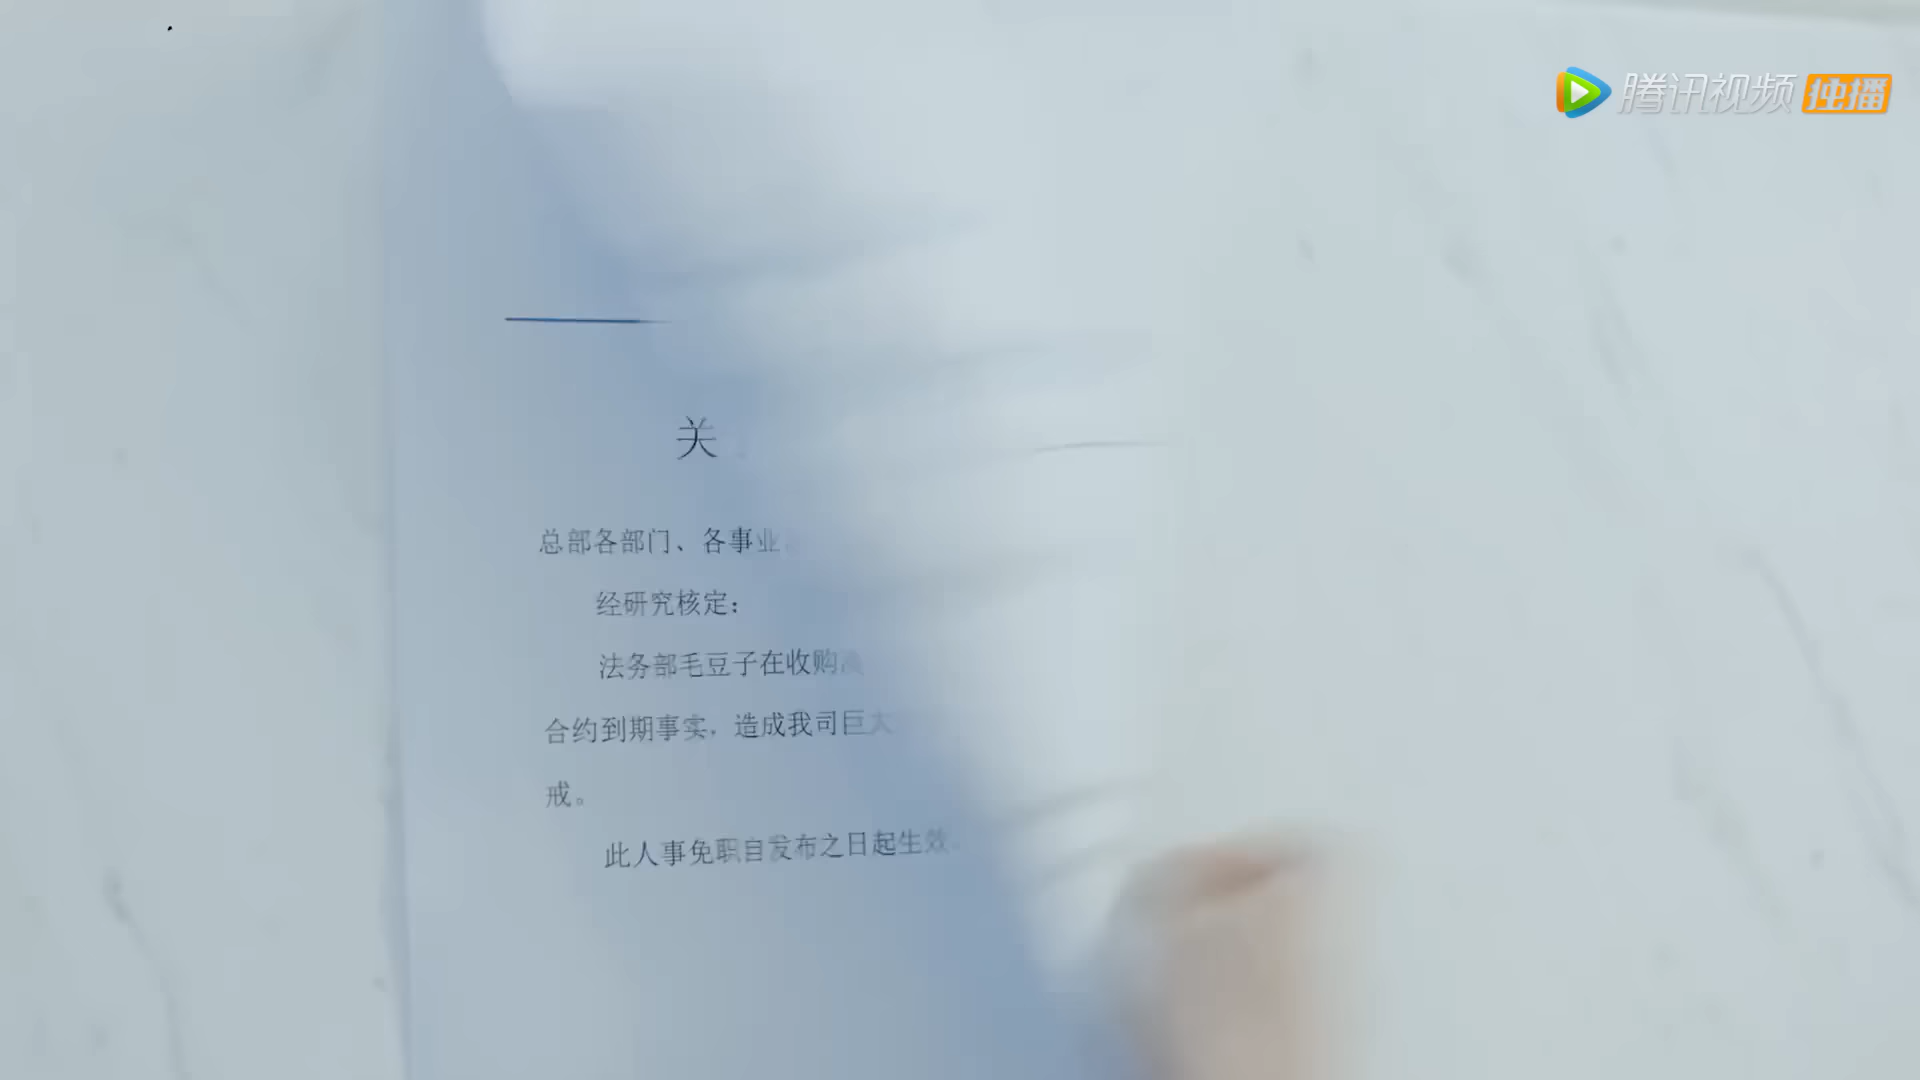 腾讯视频 独播
关
总部各部门、各事业
经研究核定：
法务部毛豆子在收购
合约到期事实，造成我司巨大
戒。
此人事免职自发布之日起生效